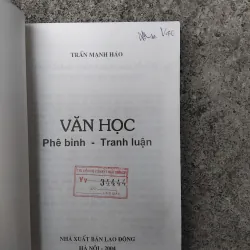 TRẦN MẠNH HẢO
VĂN HỌC
Phê bình - Tranh luận
34444
NHÀ XUẤT BẢN LAO ĐỘNG
HÀ NỘI - 2004